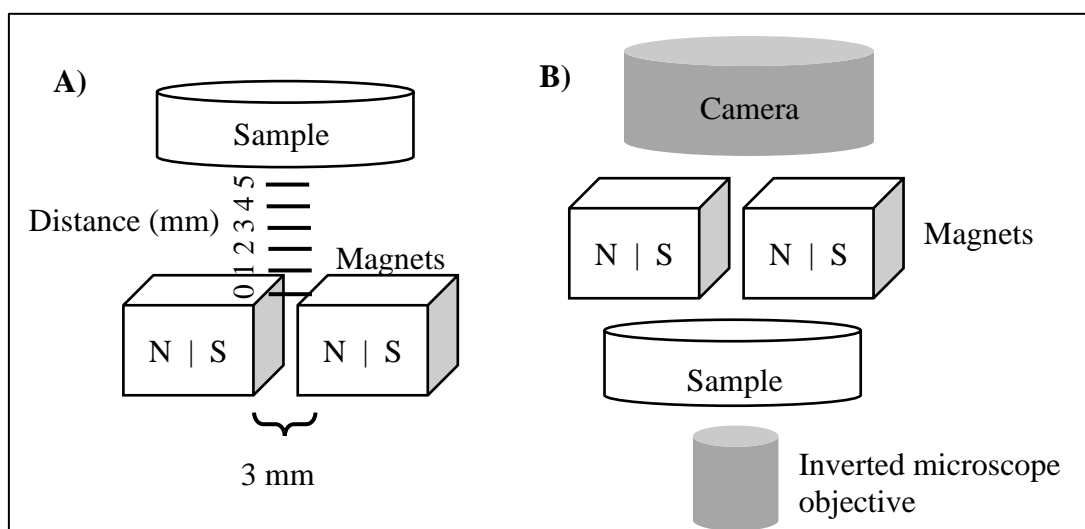 A)
Sample
Distance (mm)
0 1 2 3 4 5
Magnets
N | S
N | S
3 mm
B)
Camera
N | S
N | S
Magnets
Sample
Inverted microscope
objective